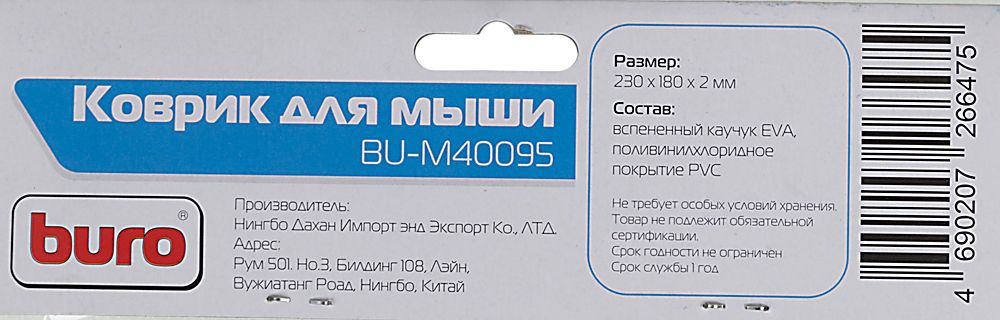 Коврик для мыши
BU-M40095
buro®
Производитель:
Нингбо Дахан Импорт энд Экспорт Ко., ЛТД.
Адрес:
Рум 501. Но.3, Билдинг 108, Лэйн,
Вужиатанг Роад, Нингбо, Китай
Размер:
230 x 180 x 2 мм
Состав:
вспененный каучук EVA,
поливинилхлоридное
покрытие PVC
Не требует особых условий хранения.
Товар не подлежит обязательной
сертификации.
Срок годности не ограничен
Срок службы 1 год
4 690207 266475